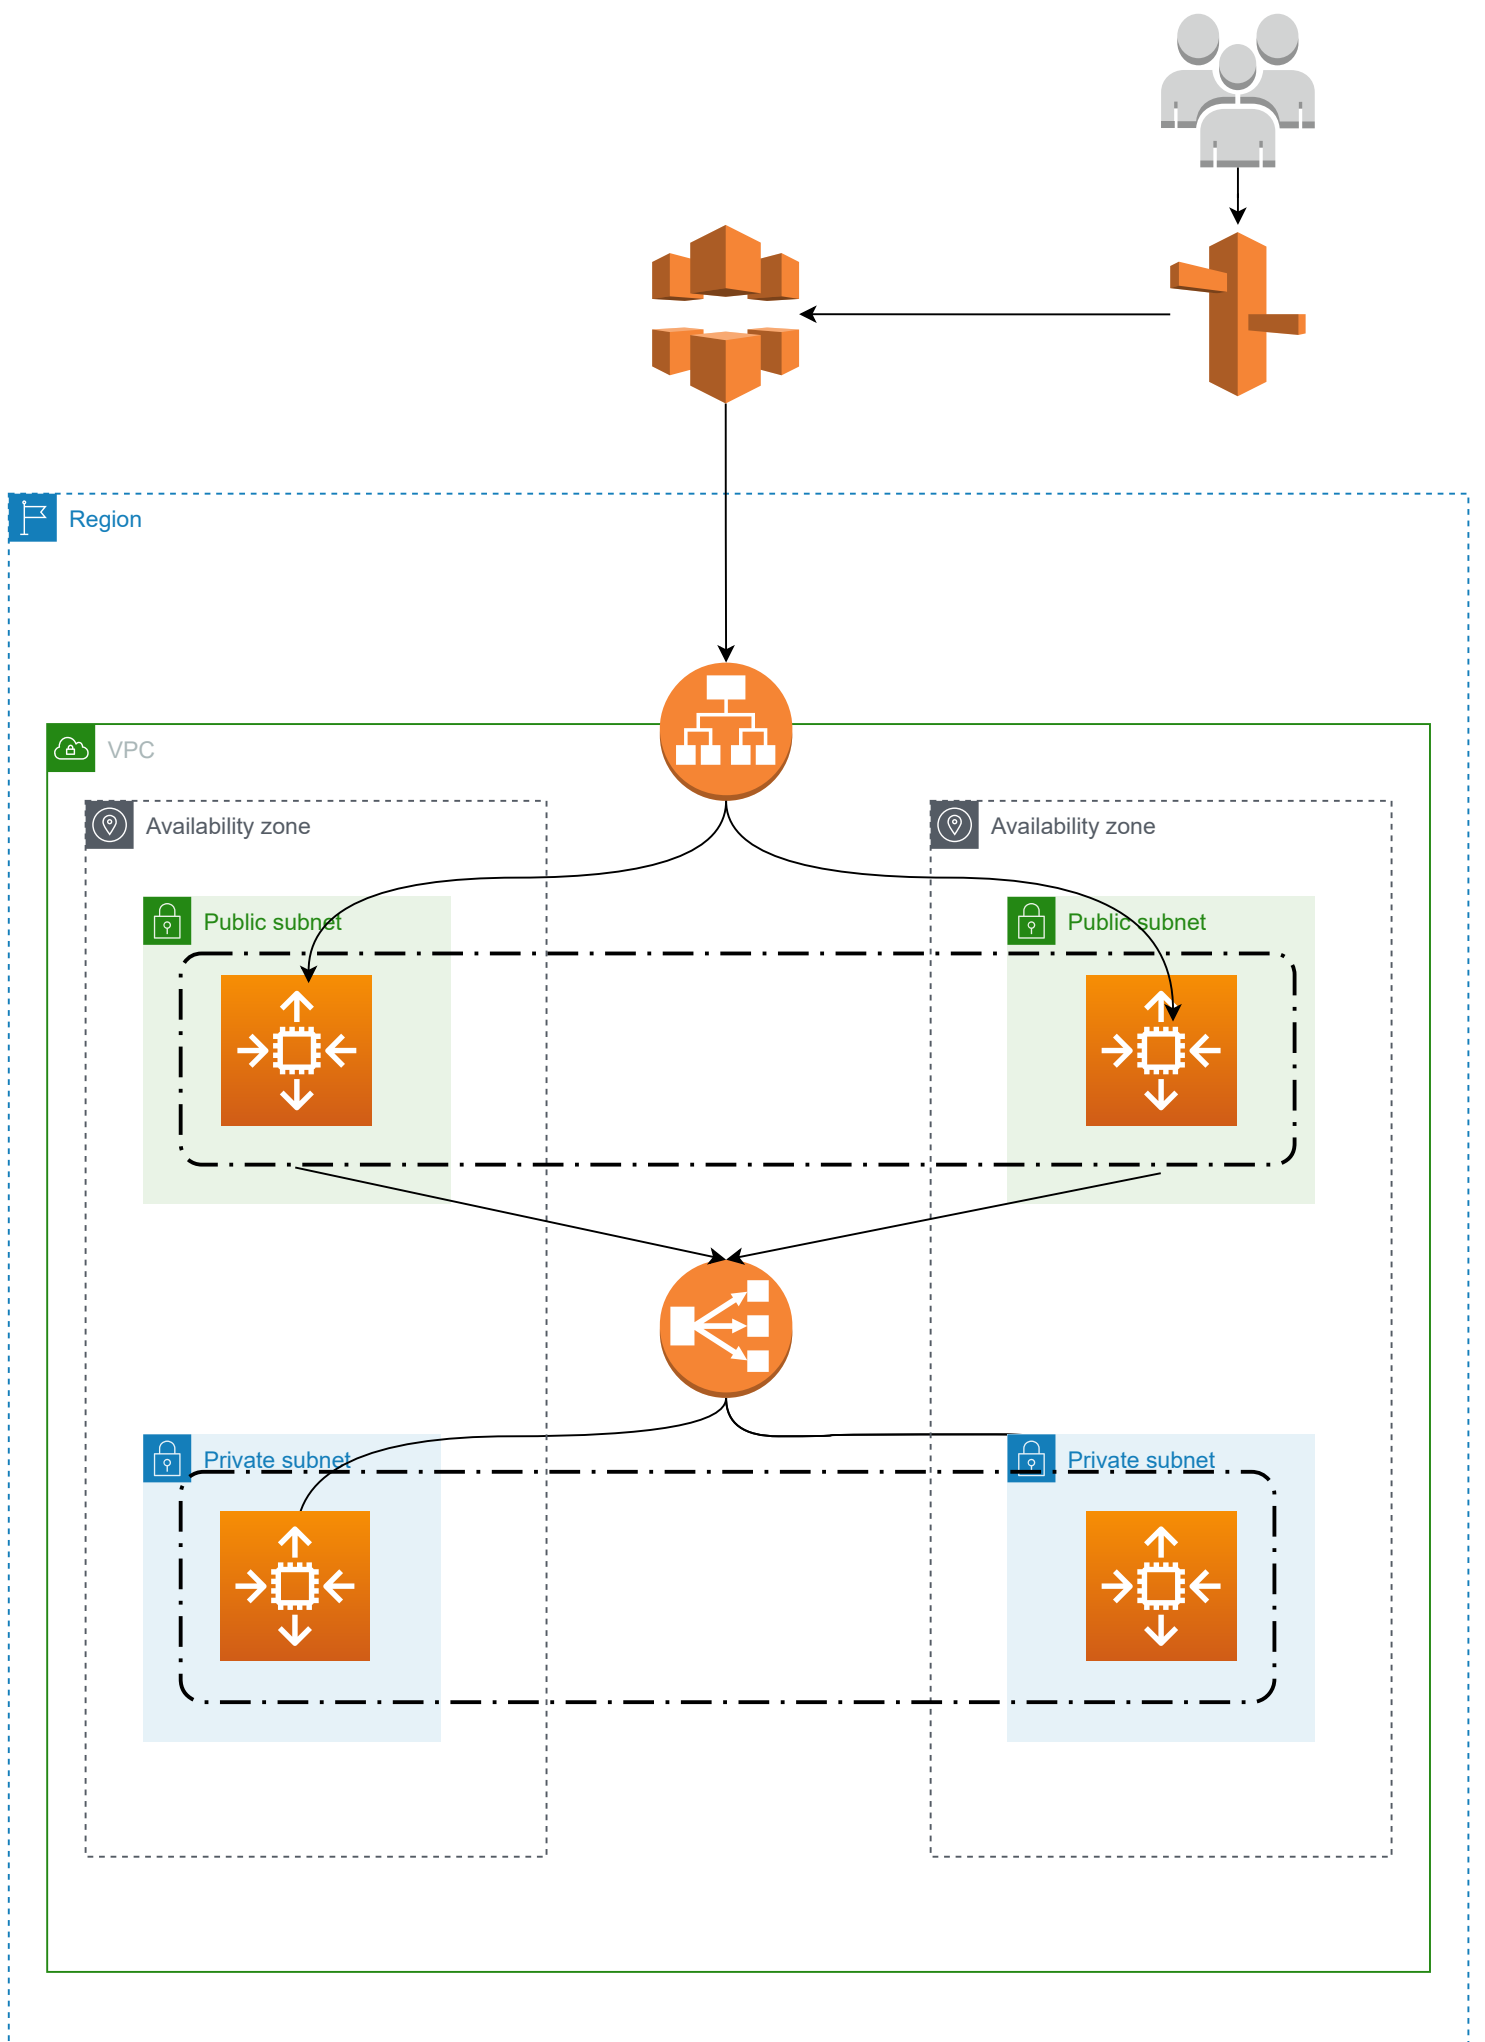 Region
VPC
Availability zone
Availability zone
Public subnet
Public subnet
Private subnet
Private subnet